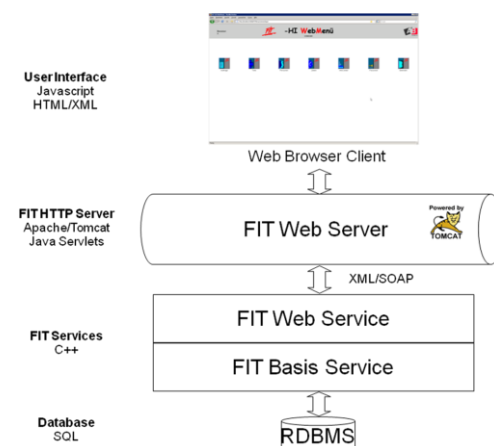 -HI WebMenü
User Interface
Javascript
HTML/XML
Web Browser Client
FIT HTTP Server
Apache/Tomcat
Java Servlets
FIT Web Server
Powered by
TOMCAT
XML/SOAP
FIT Web Service
FIT Services
C++
FIT Basis Service
Database
SQL
RDBMS